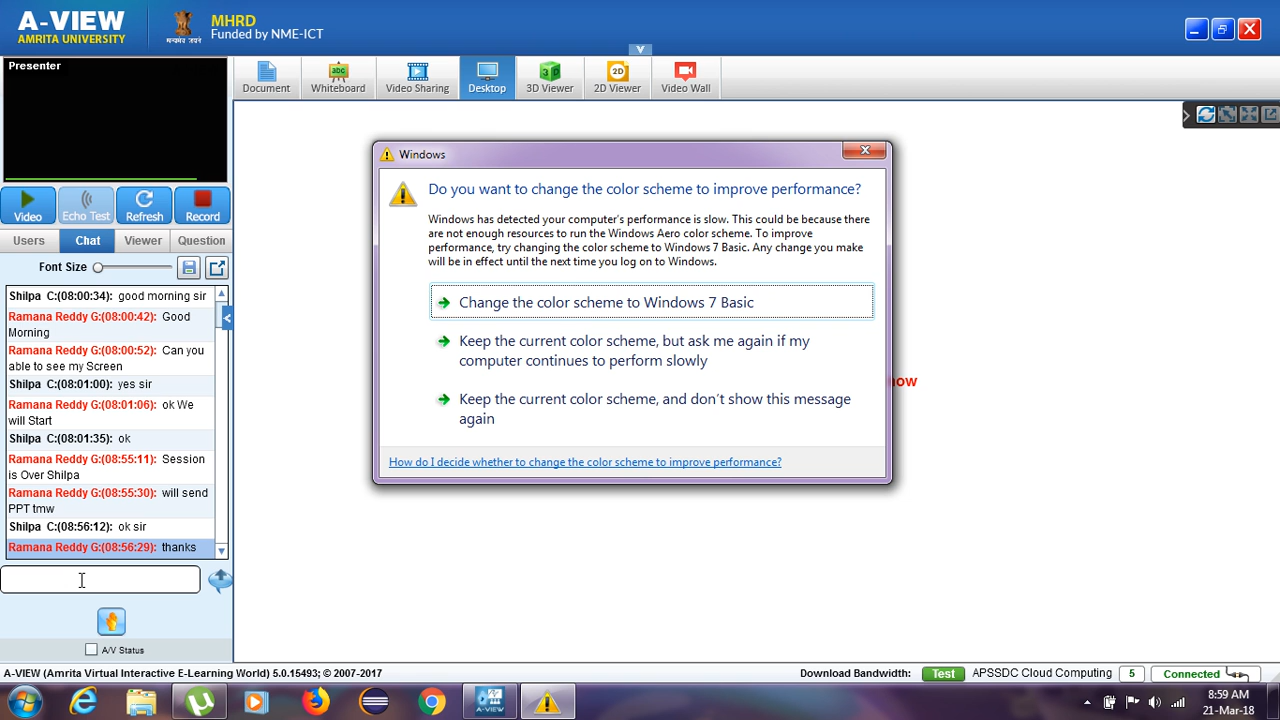 A-VIEW
AMRITA UNIVERSITY
सत्यमेव जयते
MHRD
Funded by NME-ICT
Presenter
Document
Whiteboard
abc
Video Sharing
Desktop
3D
3D Viewer
2D
2D Viewer
Video Wall
Video
Echo Test
Refresh
Record
Users
Chat
Viewer
Question
Font Size
Shilpa C:(08:00:34): good morning sir
Ramana Reddy G:(08:00:42): Good
Morning
Ramana Reddy G:(08:00:52): Can you
able to see my Screen
Shilpa C:(08:01:00): yes sir
Ramana Reddy G:(08:01:06): ok We
will Start
Shilpa C:(08:01:35): ok
Ramana Reddy G:(08:55:11): Session
is Over Shilpa
Ramana Reddy G:(08:55:30): will send
PPT tmw
Shilpa C:(08:56:12): ok sir
Ramana Reddy G:(08:56:29): thanks
A/V Status
Windows
Do you want to change the color scheme to improve performance?
Windows has detected your computer's performance is slow. This could be because there
are not enough resources to run the Windows Aero color scheme. To improve
performance, try changing the color scheme to Windows 7 Basic. Any change you make
will be in effect until the next time you log on to Windows.
Change the color scheme to Windows 7 Basic
Keep the current color scheme, but ask me again if my
computer continues to perform slowly
Keep the current color scheme, and don't show this message
again
How do I decide whether to change the color scheme to improve performance?
A-VIEW (Amrita Virtual Interactive E-Learning World) 5.0.15493; © 2007-2017
Download Bandwidth:
Test
APSSDC Cloud Computing
5
Connected
A-VIEW
8:59 AM
21-Mar-18